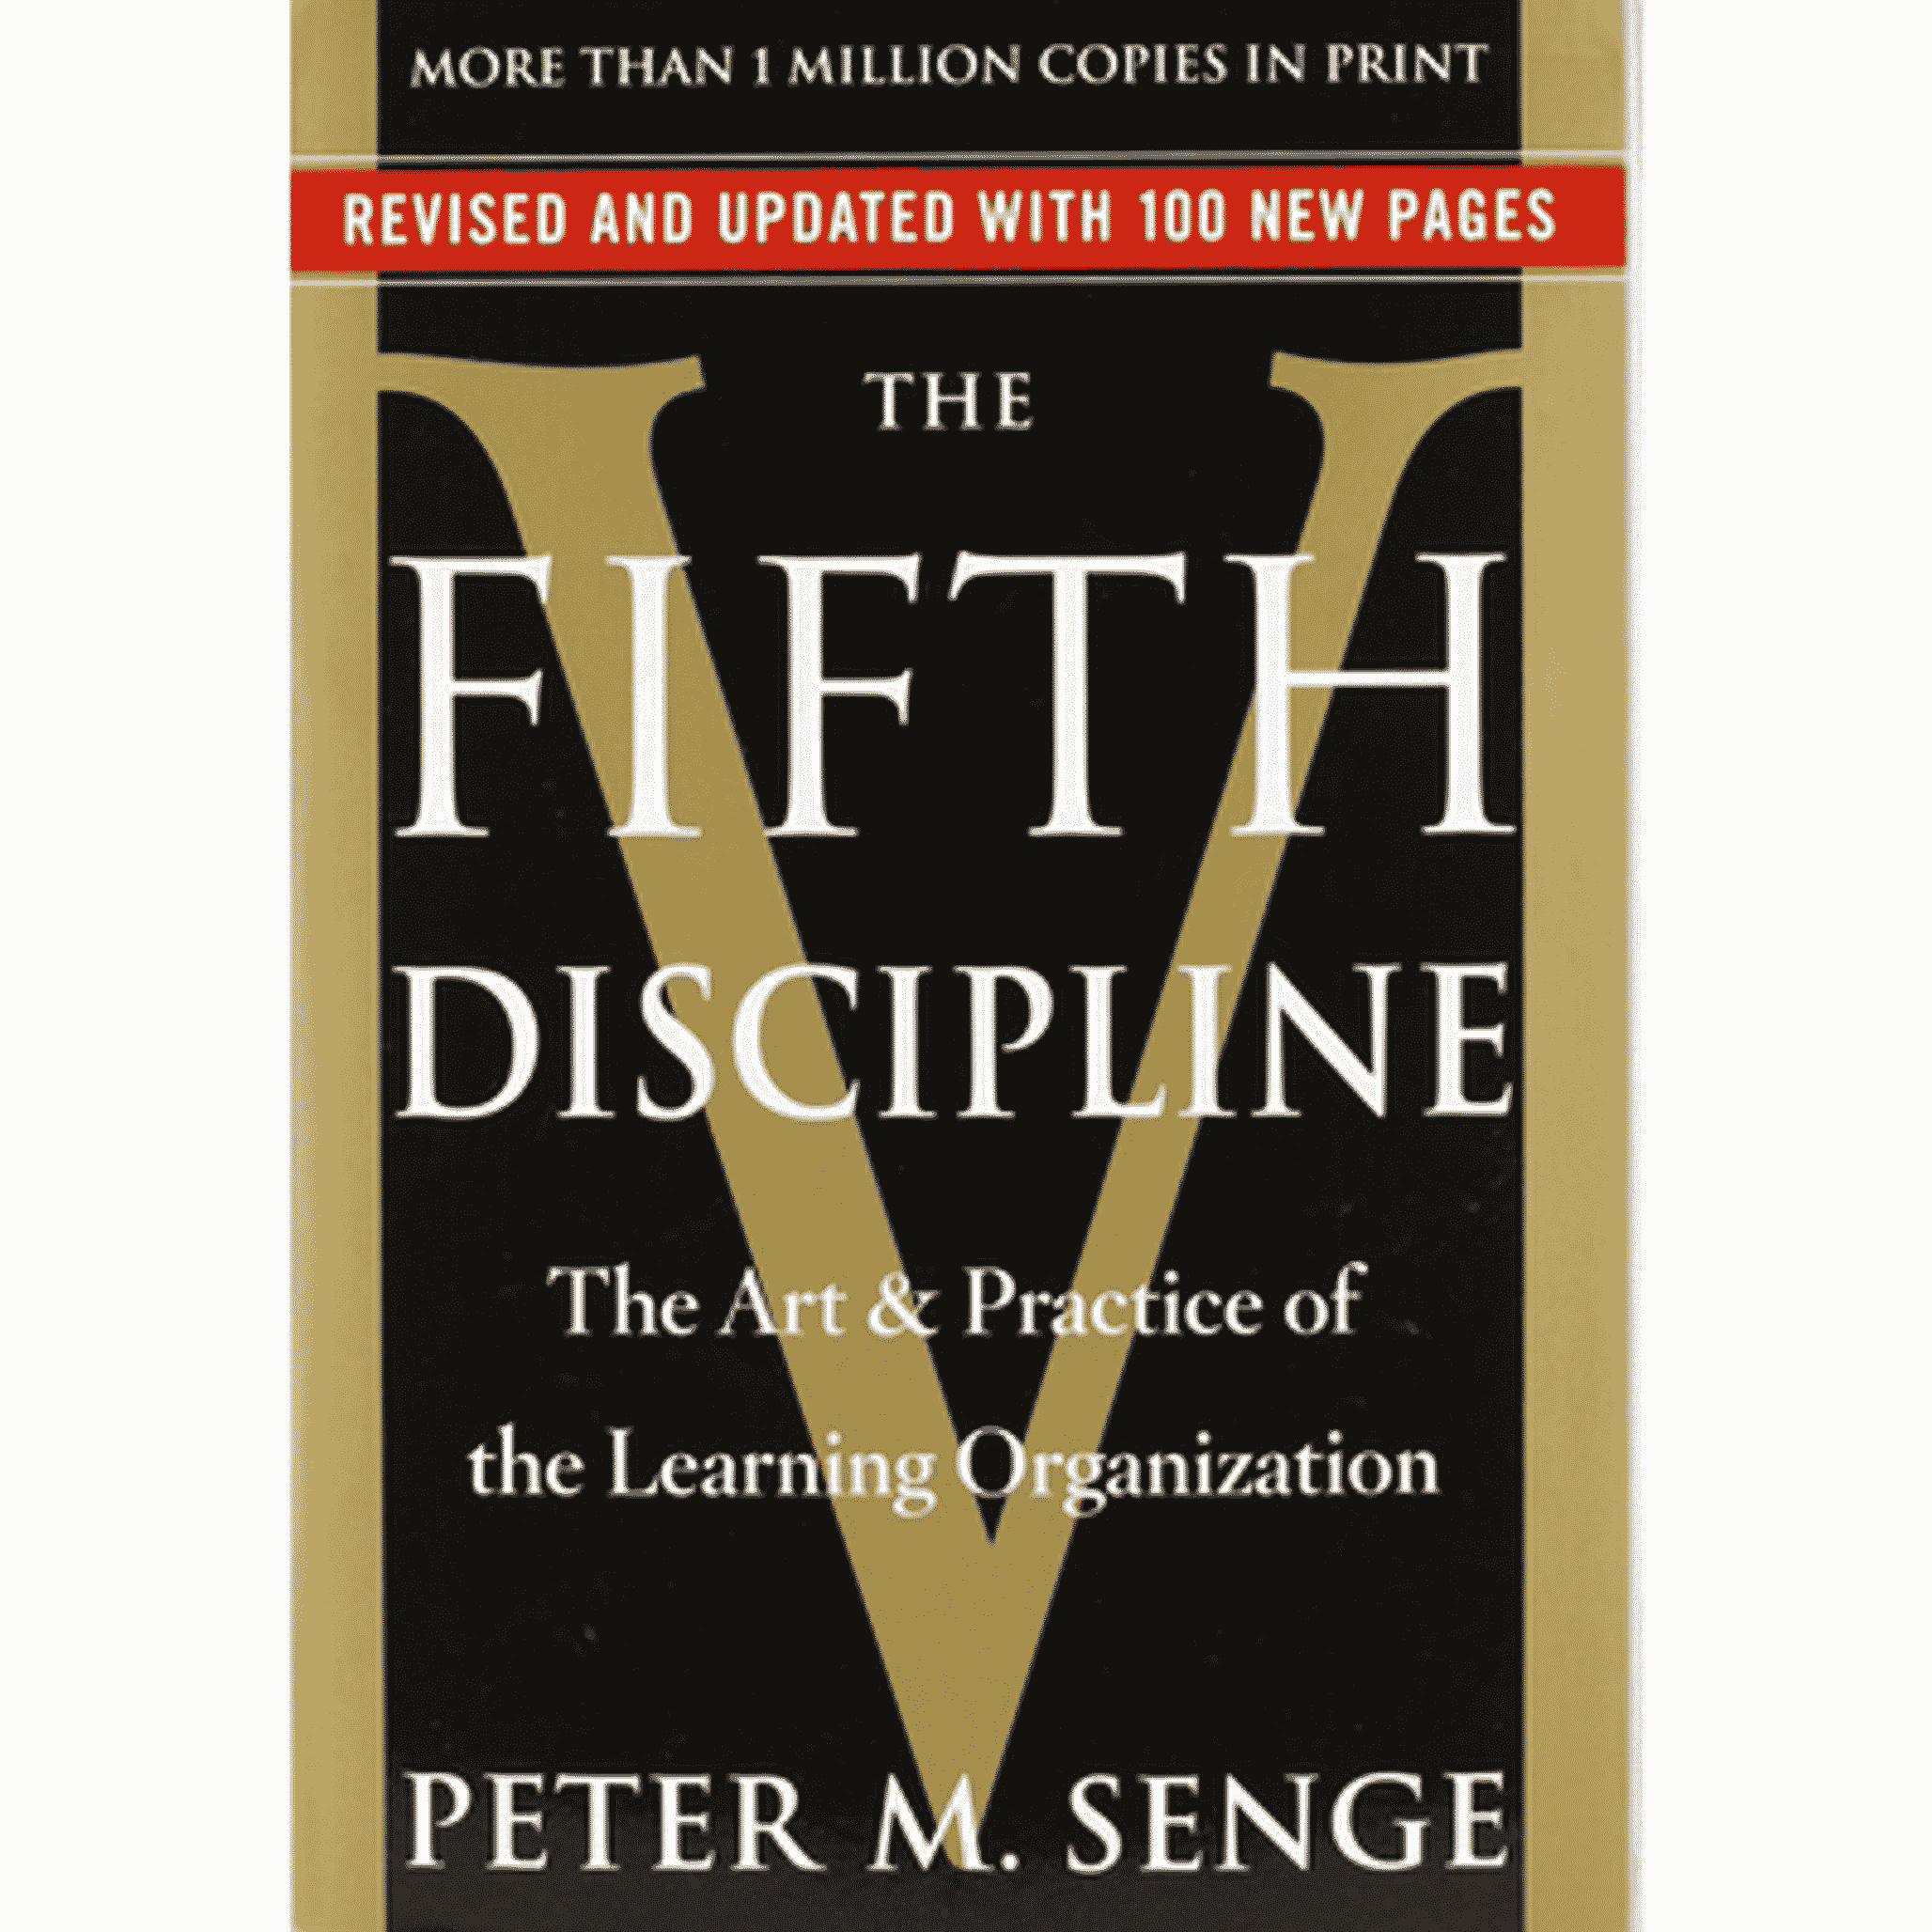 MORE THAN 1 MILLION COPIES IN PRINT
REVISED AND UPDATED WITH 100 NEW PAGES
THE
FIFTH
DISCIPLINE
The Art & Practice of
the Learning Organization
PETER M. SENGE